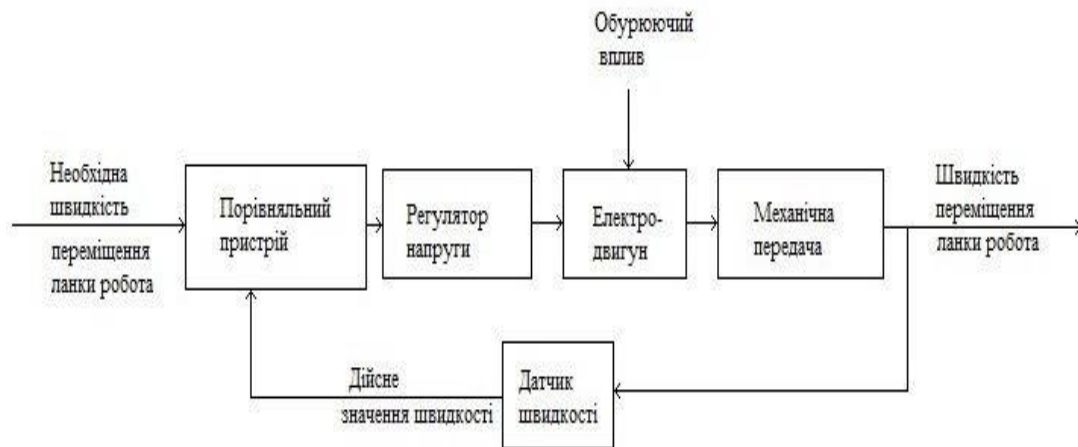 Обурюючий
вплив
Необхідна
швидкість
переміщення
ланки робота
Порівняльний
пристрій
Регулятор
напруги
Електро-
двигун
Механічна
передача
Швидкість
переміщення
ланки робота
Дійсне
значення швидкості
Датчик
швидкості